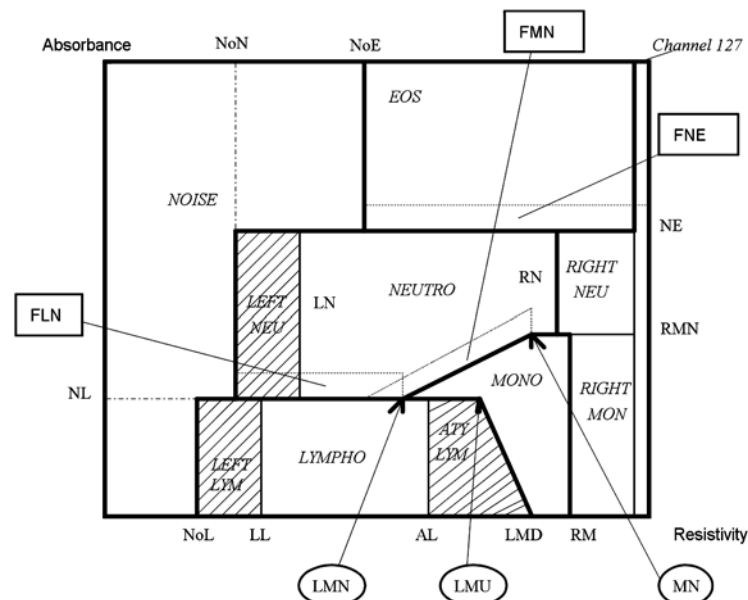 FMN
Absorbance
NoN
NoE
Channel 127
EOS
FNE
NOISE
NE
RIGHT
NEU
RN
NEUTRO
LN
LEFT
NEU
FLN
RMN
NL
MONO
RIGHT
MON
ATY
LYM
LYMPHO
LEFT
LYM
NoL
LL
AL
LMD
RM
Resistivity
LMN
LMU
MN